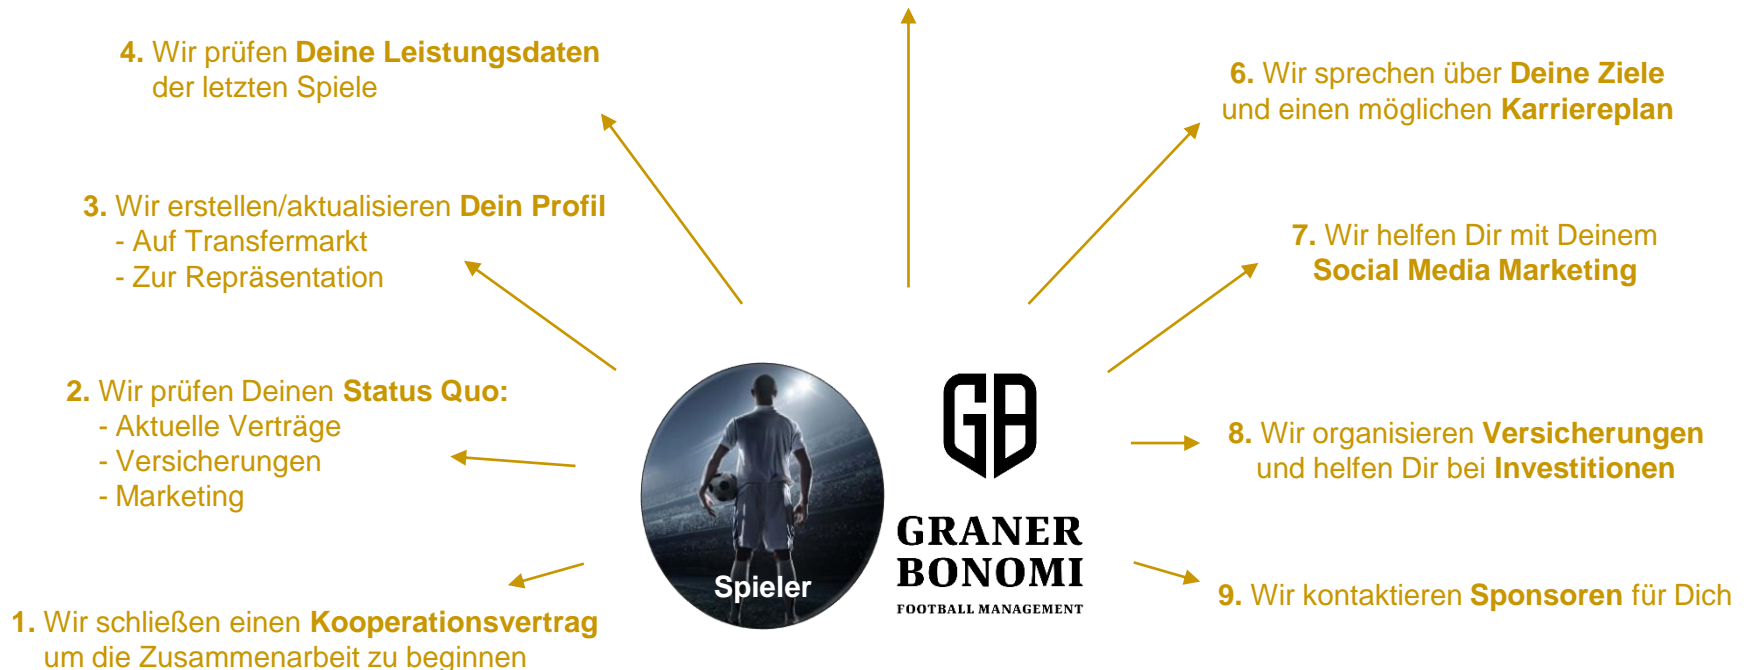 4. Wir prüfen Deine Leistungsdaten
der letzten Spiele
6. Wir sprechen über Deine Ziele
und einen möglichen Karriereplan
3. Wir erstellen/aktualisieren Dein Profil
- Auf Transfermarkt
- Zur Repräsentation
7. Wir helfen Dir mit Deinem
Social Media Marketing
2. Wir prüfen Deinen Status Quo:
- Aktuelle Verträge
- Versicherungen
- Marketing
GB
8. Wir organisieren Versicherungen
und helfen Dir bei Investitionen
GRANER
BONOMI
FOOTBALL MANAGEMENT
Spieler
9. Wir kontaktieren Sponsoren für Dich
1. Wir schließen einen Kooperationsvertrag
um die Zusammenarbeit zu beginnen